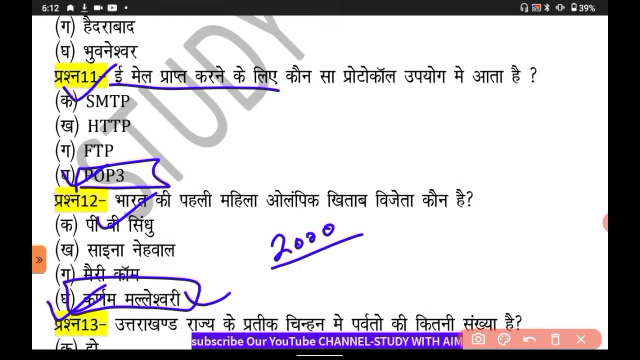 6:12 39%
(ग) हैदराबाद
(घ) भुवनेश्वर
प्रश्न11- ई मेल प्राप्त करने के लिए कौन सा प्रोटोकॉल उपयोग मे आता है ?
(क) SMTP
(ख) HTTP
(ग) FTP
(घ) POP3
STUDY
प्रश्न12- भारत की पहली महिला ओलंपिक खिताब विजेता कौन है?
(क) पी वी सिंधु
(ख) साइना नेहवाल
2000
(ग) मैरी कॉम
(घ) कर्णम मल्लेश्वरी
प्रश्न13- उत्तराखण्ड राज्य के प्रतीक चिन्हन मे पर्वतो की कितनी संख्या है?
(क) दो
subscribe Our YouTube CHANNEL-STUDY WITH AIM